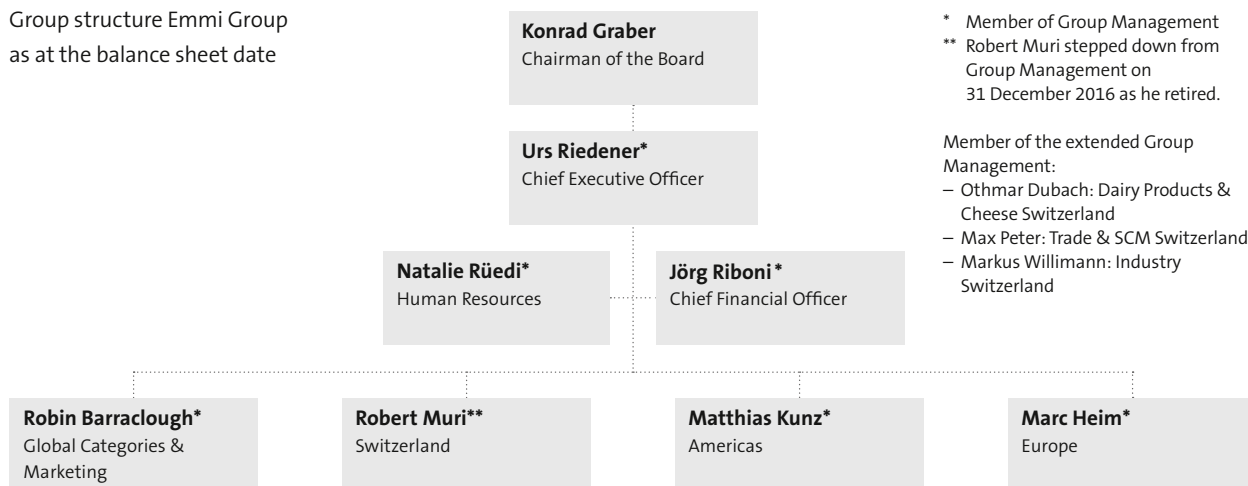 Group structure Emmi Group
as at the balance sheet date
Konrad Graber
Chairman of the Board
* Member of Group Management
** Robert Muri stepped down from
Group Management on
31 December 2016 as he retired.
Member of the extended Group
Management:
– Othmar Dubach: Dairy Products &
Cheese Switzerland
– Max Peter: Trade & SCM Switzerland
– Markus Willimann: Industry
Switzerland
Urs Riedener*
Chief Executive Officer
Natalie Rüedi*
Human Resources
Jörg Riboni*
Chief Financial Officer
Robin Barraclough*
Global Categories &
Marketing
Robert Muri**
Switzerland
Matthias Kunz*
Americas
Marc Heim*
Europe